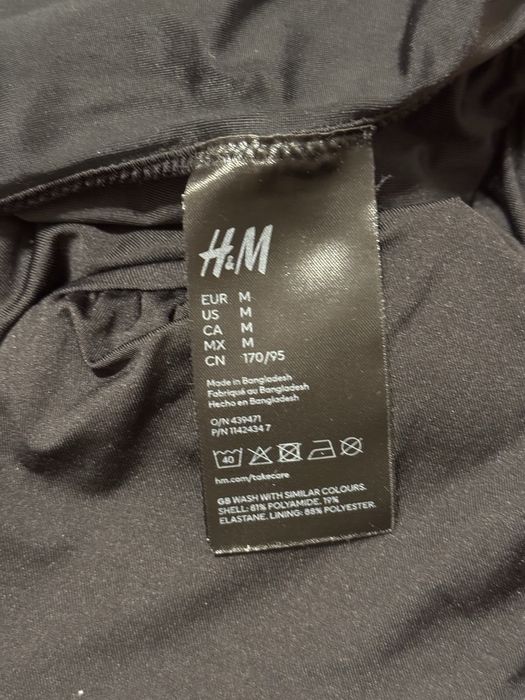 H&M
EUR M
US M
CA M
MX M
CN 170/95
Made in Bangladesh
Fabriqué au Bangladesh
Hecho en Bangladesh
O/N 439471
P/N 1142434 7
40
hm.com/takecare
GB WASH WITH SIMILAR COLOURS.
SHELL: 81% POLYAMIDE. 19%
ELASTANE. LINING: 88% POLYESTER.